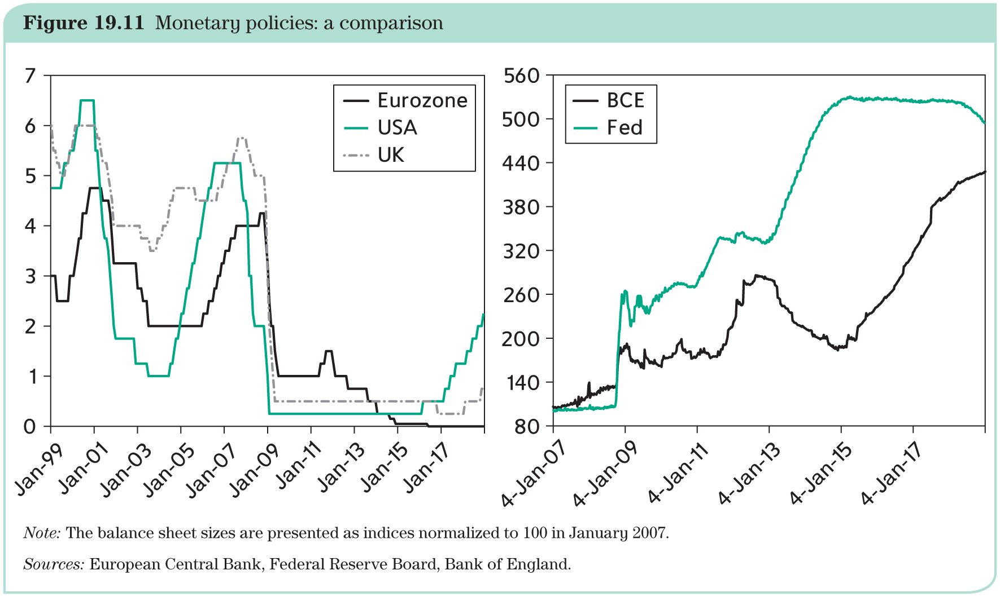 Figure 19.11 Monetary policies: a comparison
7
6
5
4
3
2
1
0
Eurozone
USA
UK
Jan-99
Jan-01
Jan-03
Jan-05
Jan-07
Jan-09
Jan-11
Jan-13
Jan-15
Jan-17
560
500
440
380
320
260
200
140
80
BCE
Fed
4-Jan-07
4-Jan-09
4-Jan-11
4-Jan-13
4-Jan-15
4-Jan-17
Note: The balance sheet sizes are presented as indices normalized to 100 in January 2007.
Sources: European Central Bank, Federal Reserve Board, Bank of England.